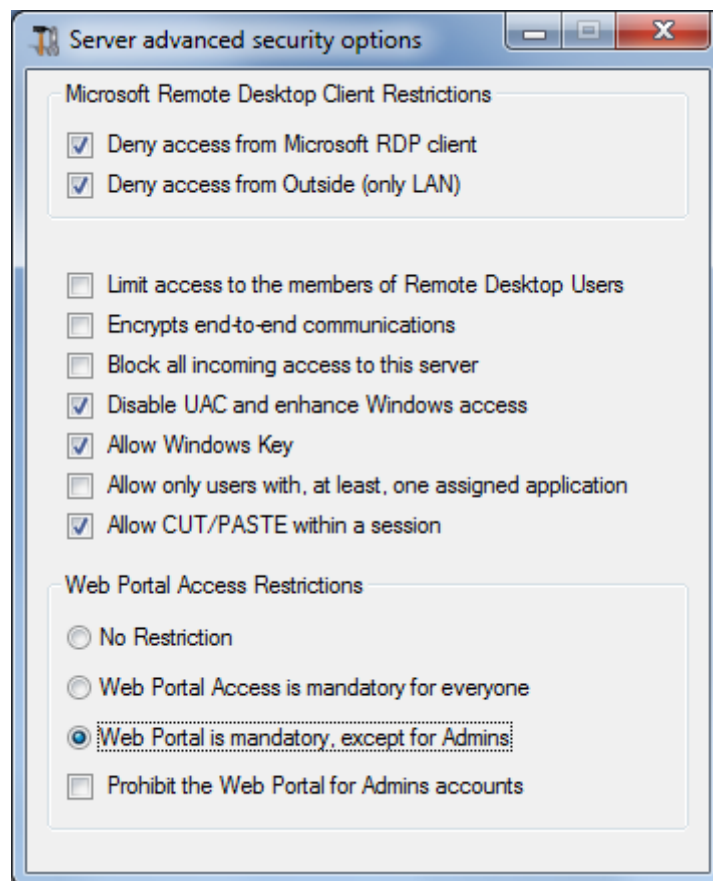 Server advanced security options
Microsoft Remote Desktop Client Restrictions
Deny access from Microsoft RDP client
Deny access from Outside (only LAN)
Limit access to the members of Remote Desktop Users
Encrypts end-to-end communications
Block all incoming access to this server
Disable UAC and enhance Windows access
Allow Windows Key
Allow only users with, at least, one assigned application
Allow CUT/PASTE within a session
Web Portal Access Restrictions
No Restriction
Web Portal Access is mandatory for everyone
Web Portal is mandatory, except for Admins
Prohibit the Web Portal for Admins accounts